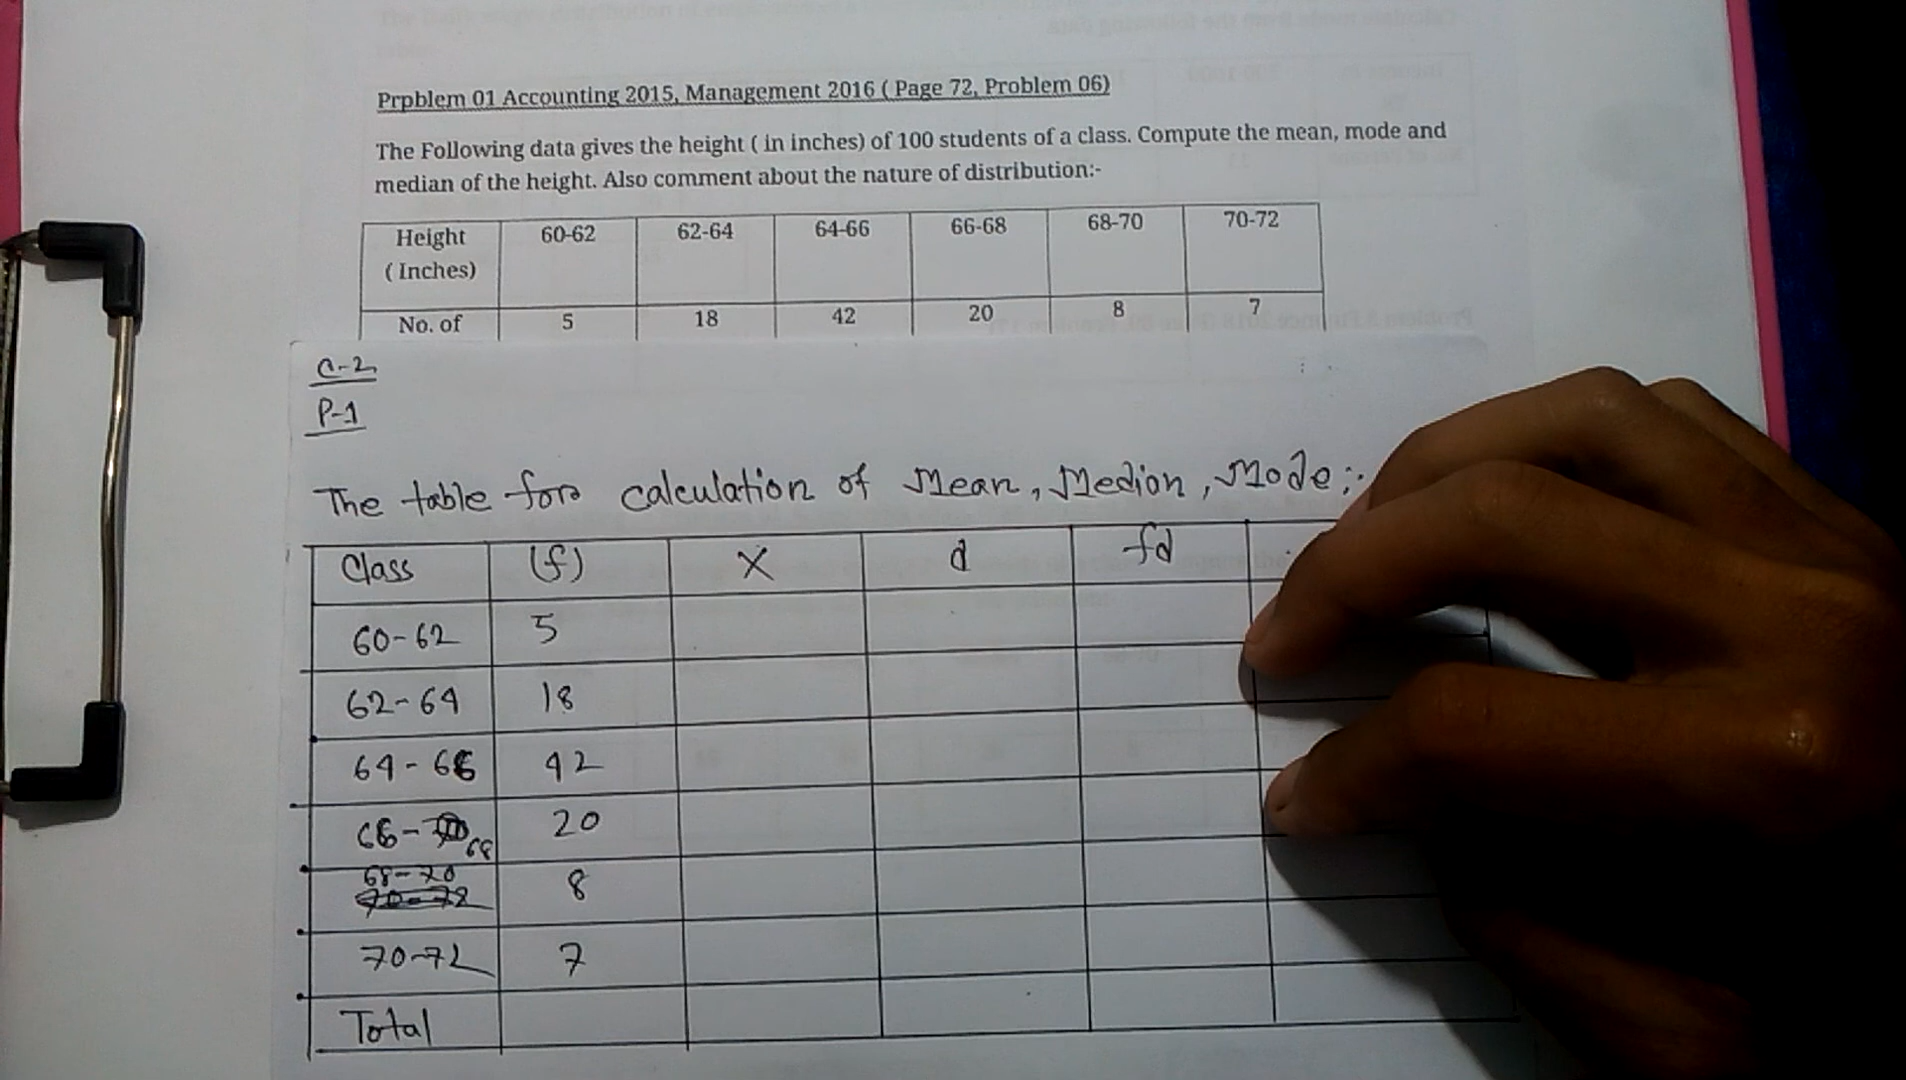 Prpblem 01 Accounting 2015, Management 2016 ( Page 72, Problem 06)
The Following data gives the height ( in inches) of 100 students of a class. Compute the mean, mode and
median of the height. Also comment about the nature of distribution:-
Height 60-62 62-64 64-66 66-68 68-70 70-72
( Inches)
No. of 5 18 42 20 8 7
Q-2
P-1
The table for calculation of Mean, Median, Mode:-
Class (f) X d fd
60-62 5
62-64 18
64-66 42
66-68 20
68-70 8
70-72
70-72 7
Total